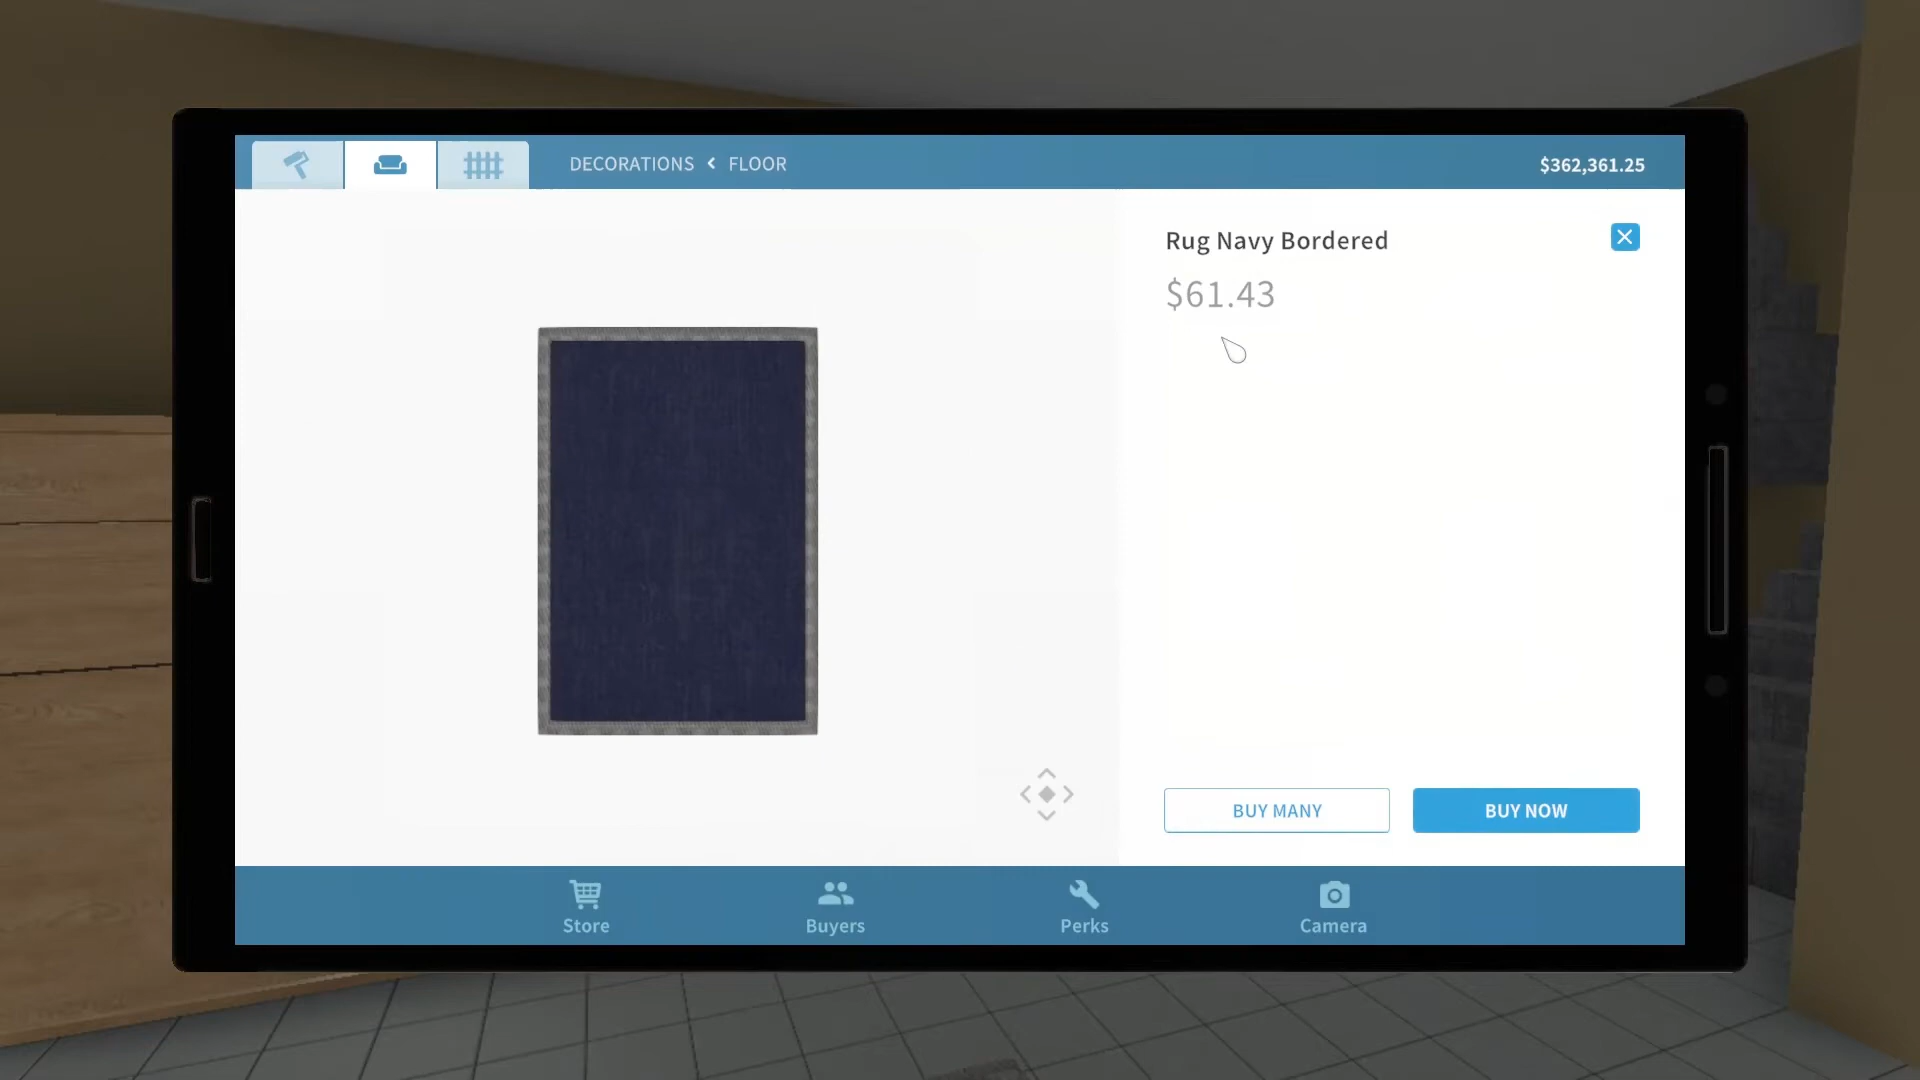 DECORATIONS < FLOOR
$362,361.25
Rug Navy Bordered
$61.43
BUY MANY
BUY NOW
Store
Buyers
Perks
Camera